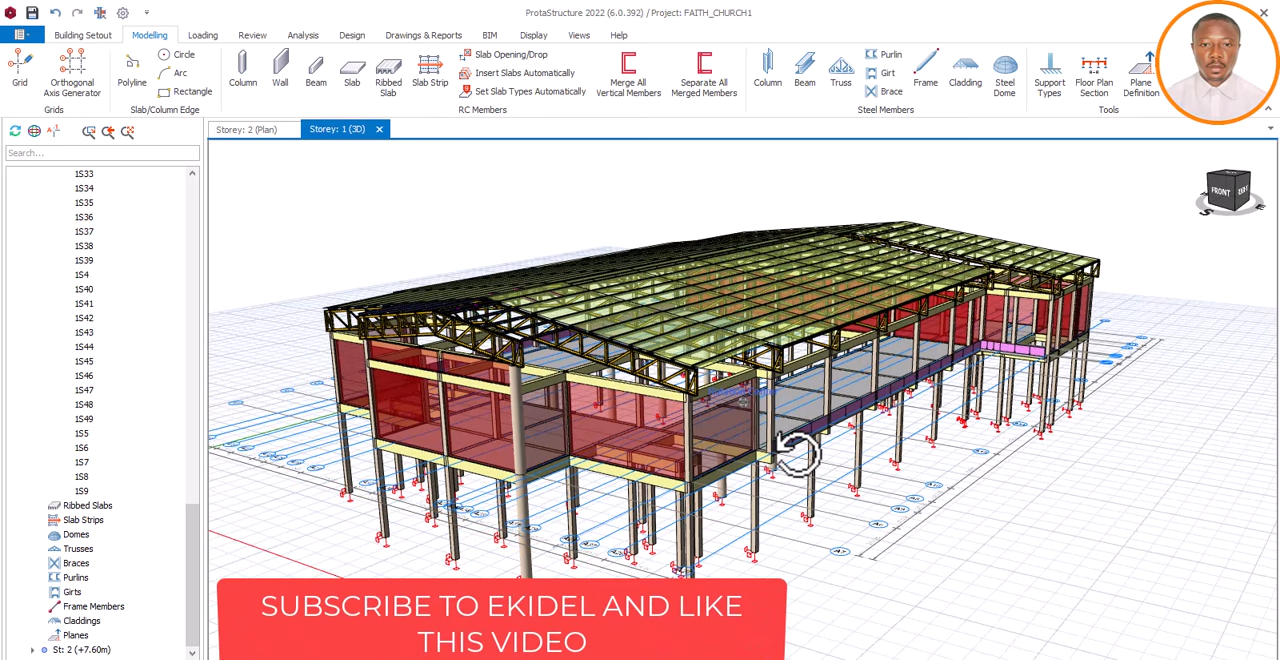 ProtaStructure 2022 (6.0.392) / Project: FAITH_CHURCH1
Building Setout Modelling Loading Review Analysis Design Drawings & Reports BIM Display Views Help
Grid
Orthogonal Axis Generator
Grids
Polyline
Circle
Arc
Rectangle
Slab/Column Edge
Column
Wall
Beam
Slab
Ribbed Slab
Slab Strip
Slab Opening/Drop
Insert Slabs Automatically
Set Slab Types Automatically
RC Members
Merge All Vertical Members
Separate All Merged Members
Column
Beam
Truss
Purlin
Girt
Brace
Frame
Cladding
Steel Dome
Steel Members
Support Types
Floor Plan Section
Plane Definition
Tools
Storey: 2 (Plan)
Storey: 1 (3D)
Search...
1S33
1S34
1S35
1S36
1S37
1S38
1S39
1S4
1S40
1S41
1S42
1S43
1S44
1S45
1S46
1S47
1S48
1S49
1S5
1S6
1S7
1S8
1S9
Ribbed Slabs
Slab Strips
Domes
Trusses
Braces
Purlins
Girts
Frame Members
Claddings
Planes
St: 2 (+7.60m)
FRONT
S
E
SUBSCRIBE TO EKIDEL AND LIKE
THIS VIDEO